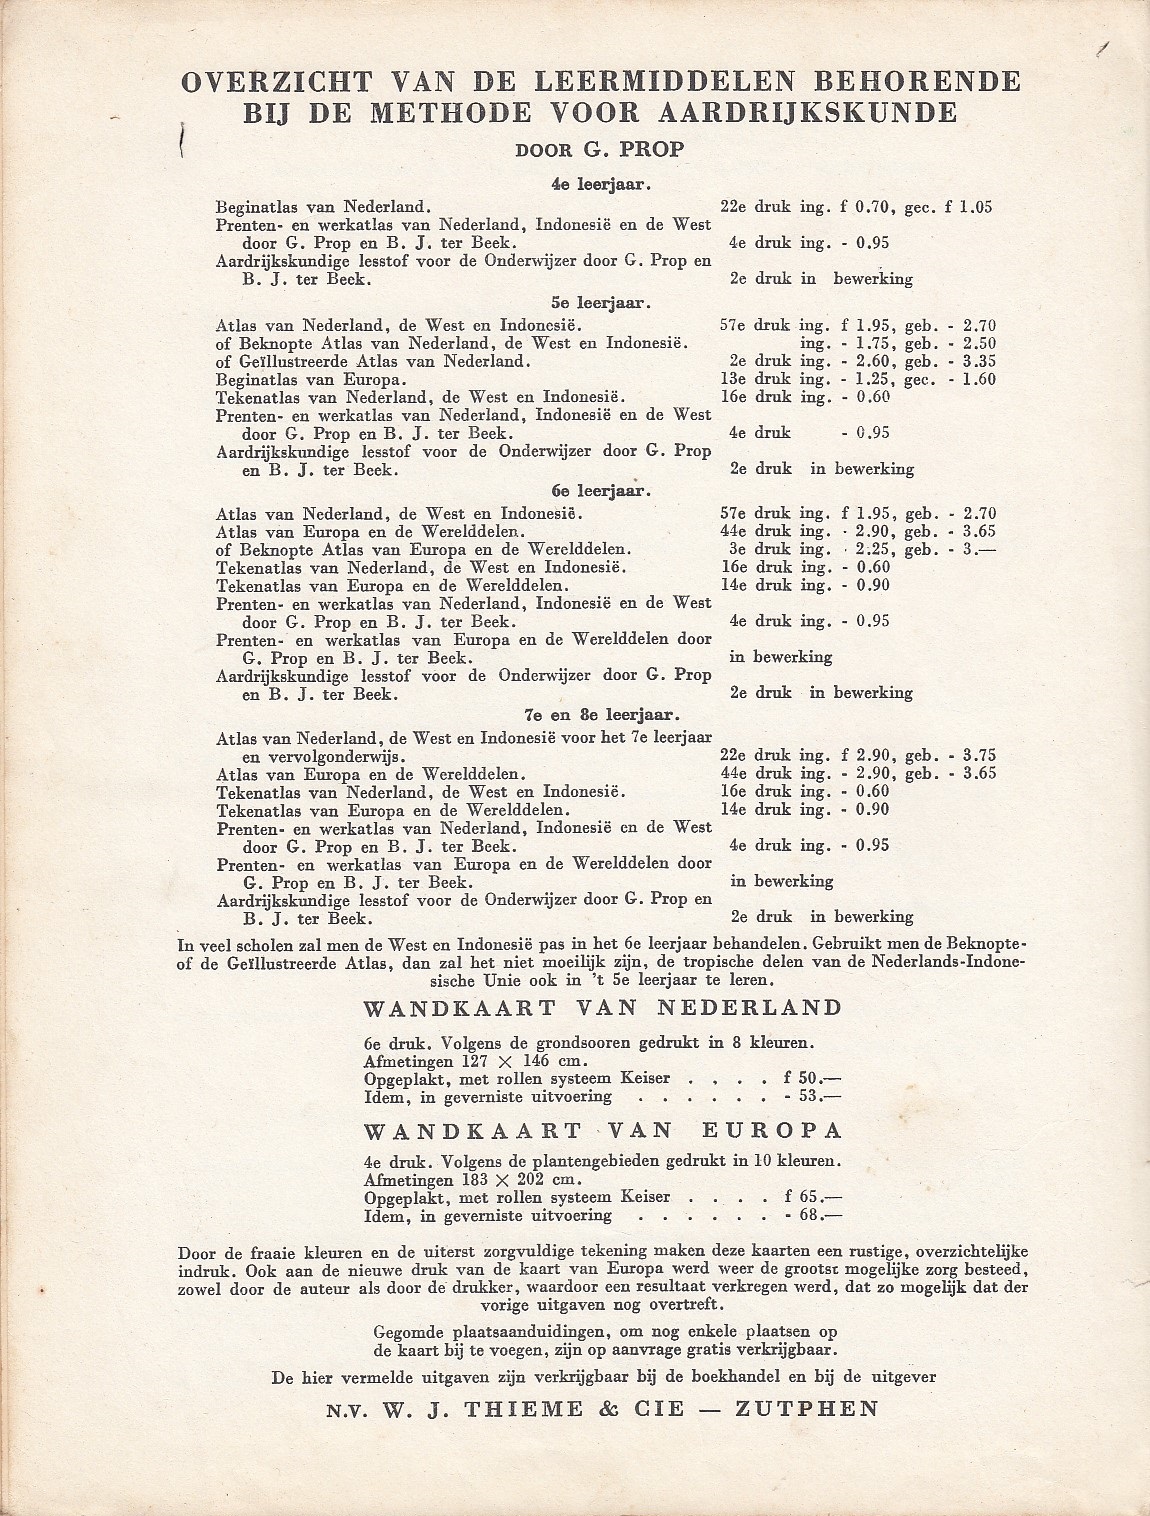 OVERZICHT VAN DE LEERMIDDELEN BEHORENDE
BIJ DE METHODE VOOR AARDRIJKSKUNDE
DOOR G. PROP
4e leerjaar.
Beginatlas van Nederland. 22e druk ing. f 0.70, gec. f 1.05
Prenten- en werkatlas van Nederland, Indonesië en de West
door G. Prop en B. J. ter Beek. 4e druk ing. - 0.95
Aardrijkskundige lesstof voor de Onderwijzer door G. Prop en
B. J. ter Beek. 2e druk in bewerking
5e leerjaar.
Atlas van Nederland, de West en Indonesië. 57e druk ing. f 1.95, geb. - 2.70
of Beknopte Atlas van Nederland, de West en Indonesië. ing. - 1.75, geb. - 2.50
of Geïllustreerde Atlas van Nederland. 2e druk ing. - 2.60, geb. - 3.35
Beginatlas van Europa. 13e druk ing. - 1.25, gec. - 1.60
Tekenatlas van Nederland, de West en Indonesië. 16e druk ing. - 0.60
Prenten- en werkatlas van Nederland, Indonesië en de West
door G. Prop en B. J. ter Beek. 4e druk - 0.95
Aardrijkskundige lesstof voor de Onderwijzer door G. Prop
en B. J. ter Beek. 2e druk in bewerking
6e leerjaar.
Atlas van Nederland, de West en Indonesië. 57e druk ing. f 1.95, geb. - 2.70
Atlas van Europa en de Werelddelen. 44e druk ing. - 2.90, geb. - 3.65
of Beknopte Atlas van Europa en de Werelddelen. 3e druk ing. - 2.25, geb. - 3.—
Tekenatlas van Nederland, de West en Indonesië. 16e druk ing. - 0.60
Tekenatlas van Europa en de Werelddelen. 14e druk ing. - 0.90
Prenten- en werkatlas van Nederland, Indonesië en de West
door G. Prop en B. J. ter Beek. 4e druk ing. - 0.95
Prenten- en werkatlas van Europa en de Werelddelen door
G. Prop en B. J. ter Beek. in bewerking
Aardrijkskundige lesstof voor de Onderwijzer door G. Prop
en B. J. ter Beek. 2e druk in bewerking
7e en 8e leerjaar.
Atlas van Nederland, de West en Indonesië voor het 7e leerjaar
en vervolgonderwijs. 22e druk ing. f 2.90, geb. - 3.75
Atlas van Europa en de Werelddelen. 44e druk ing. - 2.90, geb. - 3.65
Tekenatlas van Nederland, de West en Indonesië. 16e druk ing. - 0.60
Tekenatlas van Europa en de Werelddelen. 14e druk ing. - 0.90
Prenten- en werkatlas van Nederland, Indonesië en de West
door G. Prop en B. J. ter Beek. 4e druk ing. - 0.95
Prenten- en werkatlas van Europa en de Werelddelen door
G. Prop en B. J. ter Beek. in bewerking
Aardrijkskundige lesstof voor de Onderwijzer door G. Prop en
B. J. ter Beek. 2e druk in bewerking
In veel scholen zal men de West en Indonesië pas in het 6e leerjaar behandelen. Gebruikt men de Beknopte-
of de Geïllustreerde Atlas, dan zal het niet moeilijk zijn, de tropische delen van de Nederlands-Indone-
sische Unie ook in 't 5e leerjaar te leren.
WANDKAART VAN NEDERLAND
6e druk. Volgens de grondsooren gedrukt in 8 kleuren.
Afmetingen 127 × 146 cm.
Opgeplakt, met rollen systeem Keiser . . . . f 50.—
Idem, in geverniste uitvoering . . . . . . - 53.—
WANDKAART VAN EUROPA
4e druk. Volgens de plantengebieden gedrukt in 10 kleuren.
Afmetingen 183 × 202 cm.
Opgeplakt, met rollen systeem Keiser . . . . f 65.—
Idem, in geverniste uitvoering . . . . . . - 68.—
Door de fraaie kleuren en de uiterst zorgvuldige tekening maken deze kaarten een rustige, overzichtelijke
indruk. Ook aan de nieuwe druk van de kaart van Europa werd weer de grootst mogelijke zorg besteed,
zowel door de auteur als door de drukker, waardoor een resultaat verkregen werd, dat zo mogelijk dat der
vorige uitgaven nog overtreft.
Gegomde plaatsaanduidingen, om nog enkele plaatsen op
de kaart bij te voegen, zijn op aanvrage gratis verkrijgbaar.
De hier vermelde uitgaven zijn verkrijgbaar bij de boekhandel en bij de uitgever
N.V. W. J. THIEME & CIE — ZUTPHEN